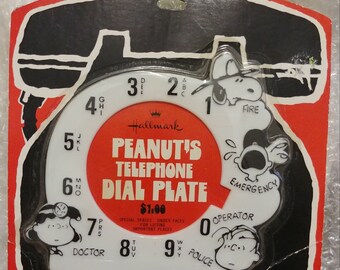 3 DEF
2 ABC
4 GHI
1
FIRE
Hallmark
5 JKL
PEANUT'S
TELEPHONE
DIAL PLATE
$1.00
6 MNO
EMERGENCY
OPERATOR
7 PRS
0
DOCTOR
8 TUV
9 WXY
POLICE